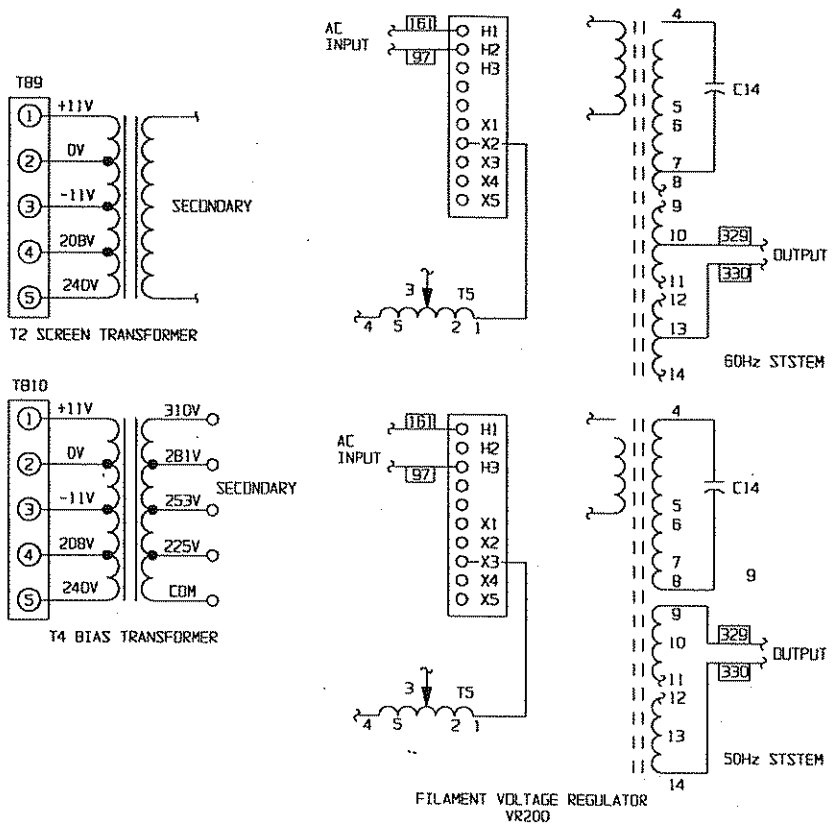 TB9
1 +11V
2 0V
3 -11V
4 208V
5 240V
SECONDARY
T2 SCREEN TRANSFORMER
TB10
1 +11V
2 0V
3 -11V
4 208V
5 240V
310V
281V
253V
225V
COM
SECONDARY
T4 BIAS TRANSFORMER
AC
INPUT
161
97
H1
H2
H3
X1
X2
X3
X4
X5
3
T5
4 5 2 1
4
C14
5
6
7
8
9
10
11
12
13
14
329
330
OUTPUT
60Hz STSTEM
AC
INPUT
161
97
H1
H2
H3
X1
X2
X3
X4
X5
3
T5
4 5 2 1
4
C14
5
6
7
8
9
9
10
11
12
13
14
329
330
OUTPUT
50Hz STSTEM
FILAMENT VOLTAGE REGULATOR
VR200